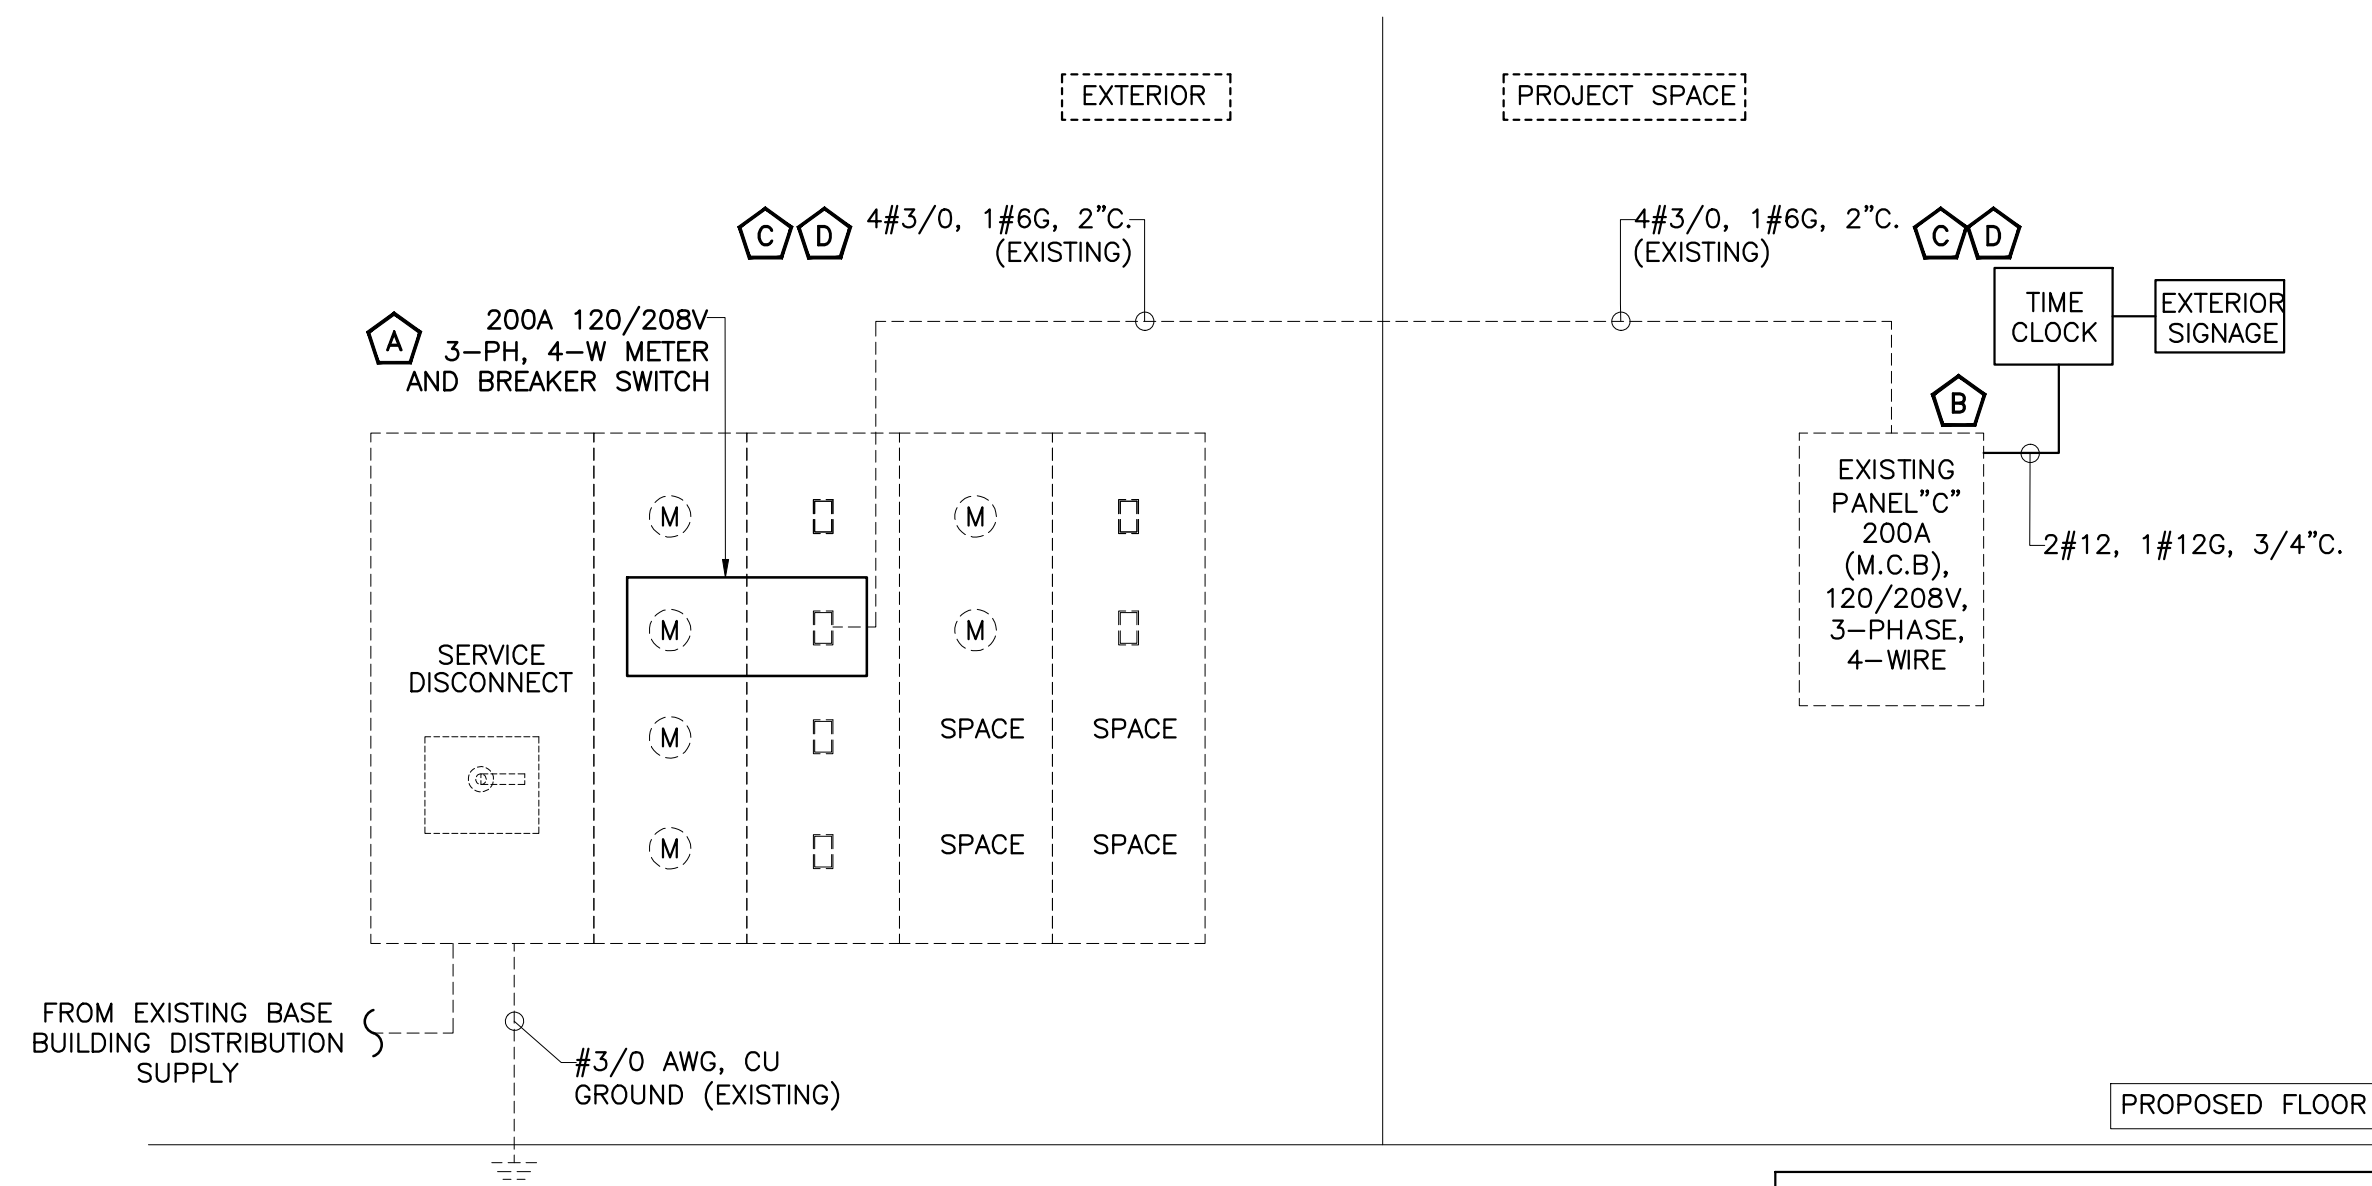 EXTERIOR
PROJECT SPACE
C
D
4#3/0, 1#6G, 2"C.
(EXISTING)
4#3/0, 1#6G, 2"C.
(EXISTING)
C
D
A
200A 120/208V
3-PH, 4-W METER
AND BREAKER SWITCH
TIME
CLOCK
EXTERIOR
SIGNAGE
B
EXISTING
PANEL"C"
200A
(M.C.B),
120/208V,
3-PHASE,
4-WIRE
2#12, 1#12G, 3/4"C.
M
M
M
M
SERVICE
DISCONNECT
M
M
SPACE
SPACE
SPACE
SPACE
FROM EXISTING BASE
BUILDING DISTRIBUTION
SUPPLY
#3/0 AWG, CU
GROUND (EXISTING)
PROPOSED FLOOR